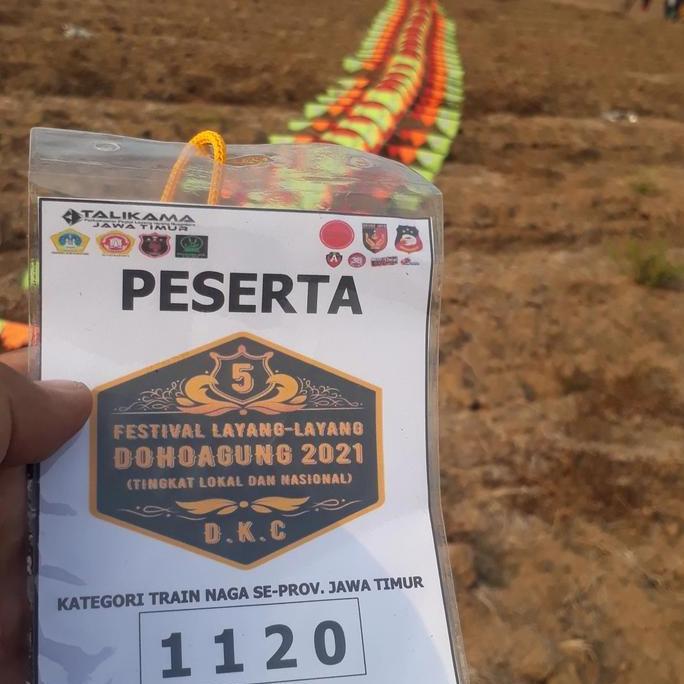 TALIKAMA
JAWA TIMUR
PESERTA
5
FESTIVAL LAYANG-LAYANG
DOHOAGUNG 2021
(TINGKAT LOKAL DAN NASIONAL)
D.K.C
KATEGORI TRAIN NAGA SE-PROV. JAWA TIMUR
1120